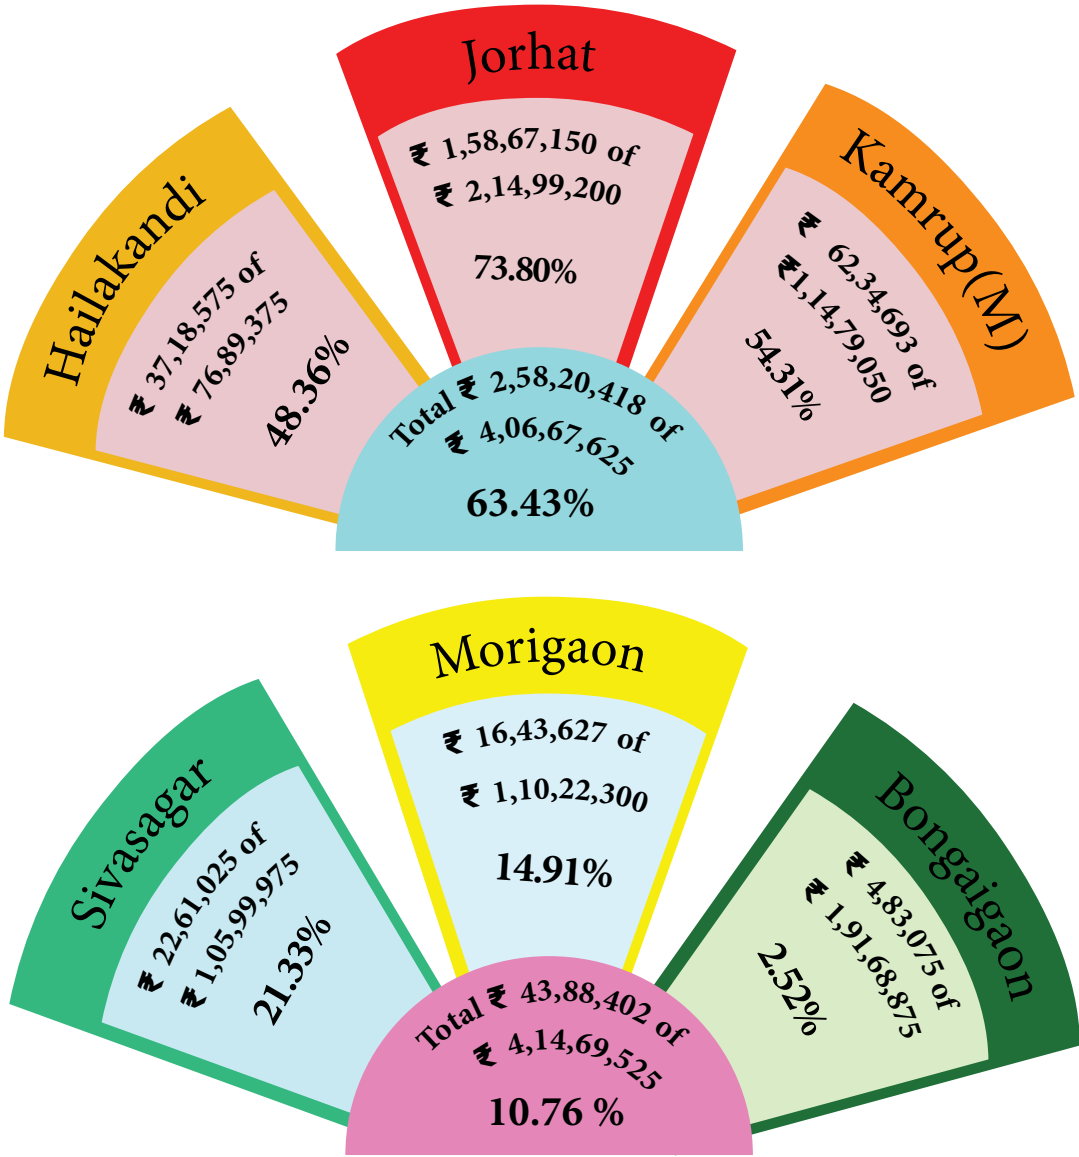 Jorhat
₹ 1,58,67,150 of
₹ 2,14,99,200
73.80%
Hailakandi
₹ 37,18,575 of
₹ 76,89,375
48.36%
Kamrup(M)
₹ 62,34,693 of
₹1,14,79,050
54.31%
Total ₹ 2,58,20,418 of
₹ 4,06,67,625
63.43%
Morigaon
₹ 16,43,627 of
₹ 1,10,22,300
14.91%
Sivasagar
₹ 22,61,025 of
₹ 1,05,99,975
21.33%
Bongaigaon
₹ 4,83,075 of
₹ 1,91,68,875
2.52%
Total ₹ 43,88,402 of
₹ 4,14,69,525
10.76 %